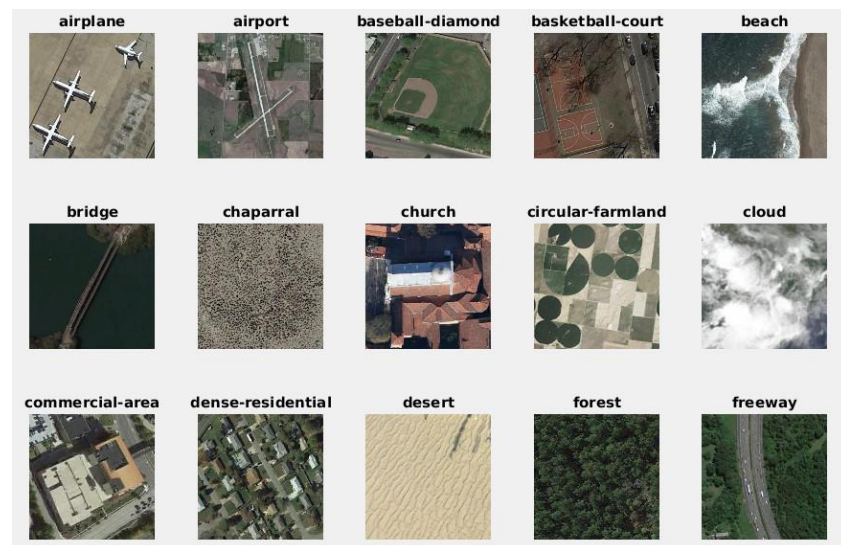 airplane airport baseball-diamond basketball-court beach
bridge chaparral church circular-farmland cloud
commercial-area dense-residential desert forest freeway